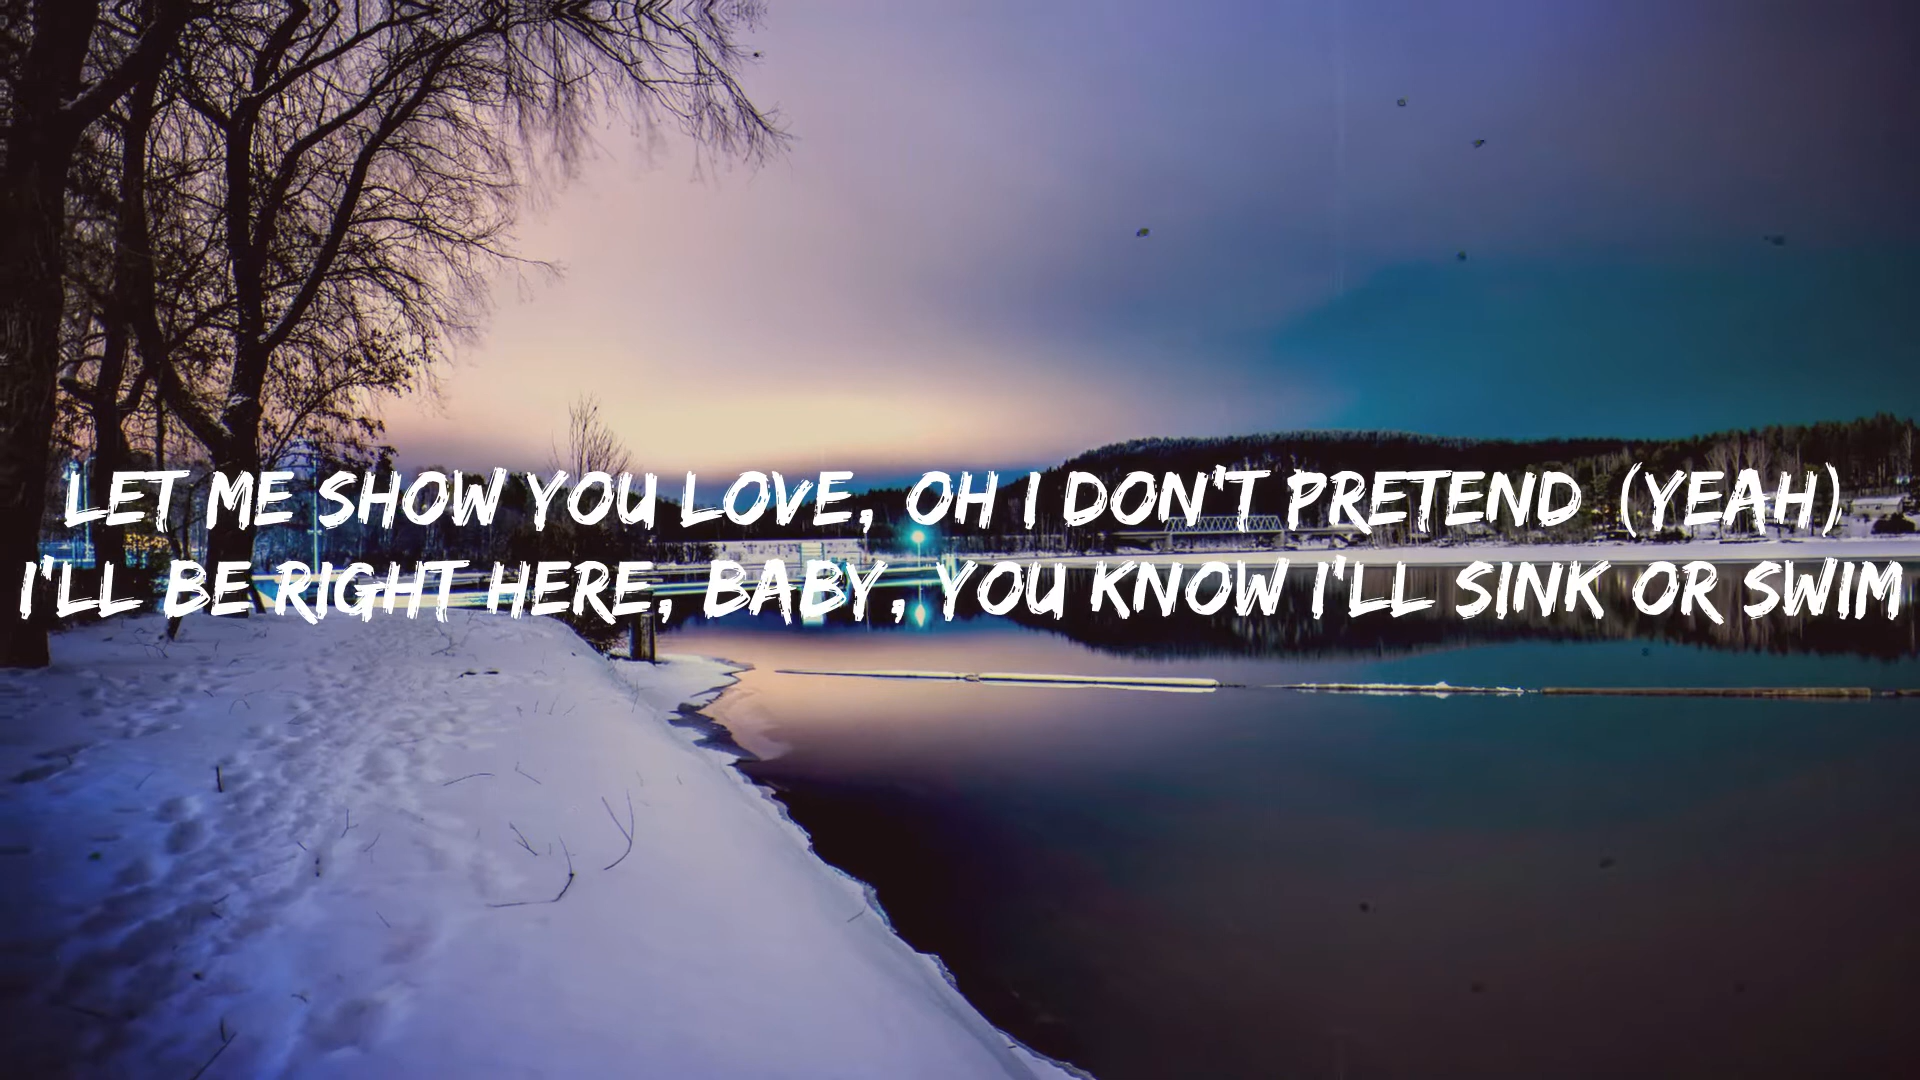 LET ME SHOW YOU LOVE, OH I DON'T PRETEND (YEAH)
I'LL BE RIGHT HERE, BABY, YOU KNOW I'LL SINK OR SWIM